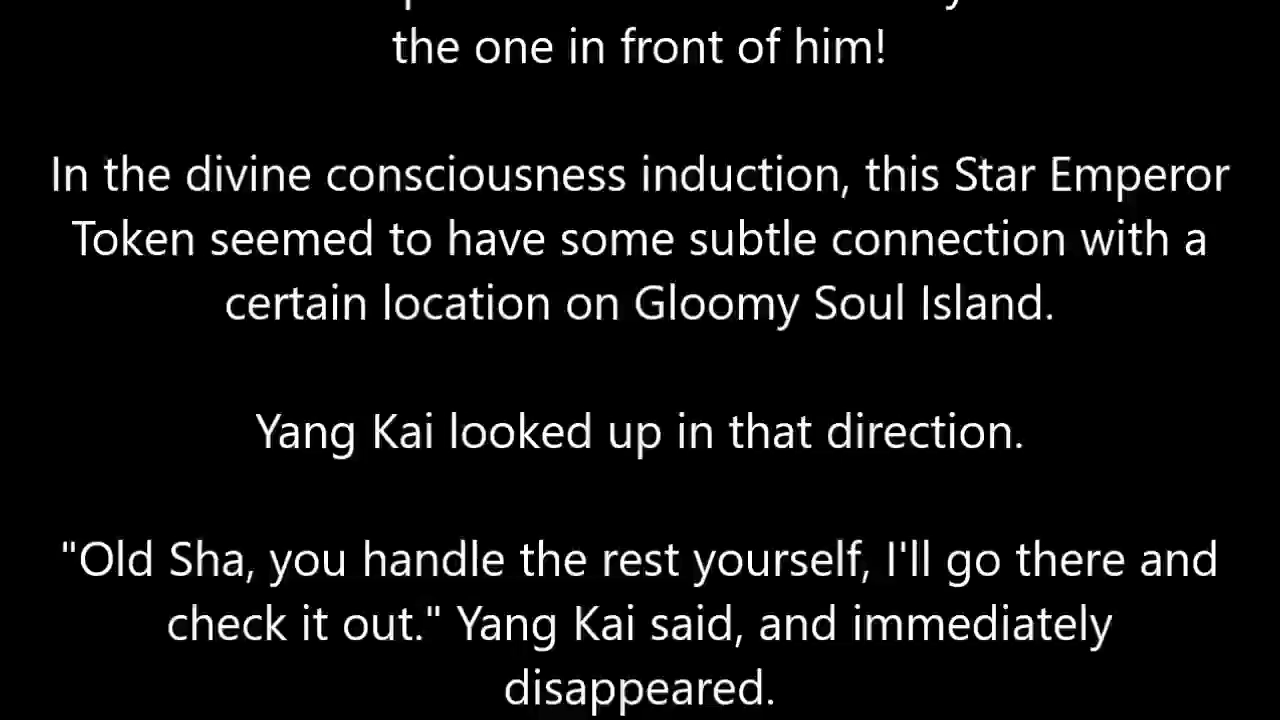 the one in front of him!
In the divine consciousness induction, this Star Emperor
Token seemed to have some subtle connection with a
certain location on Gloomy Soul Island.
Yang Kai looked up in that direction.
"Old Sha, you handle the rest yourself, I'll go there and
check it out." Yang Kai said, and immediately
disappeared.